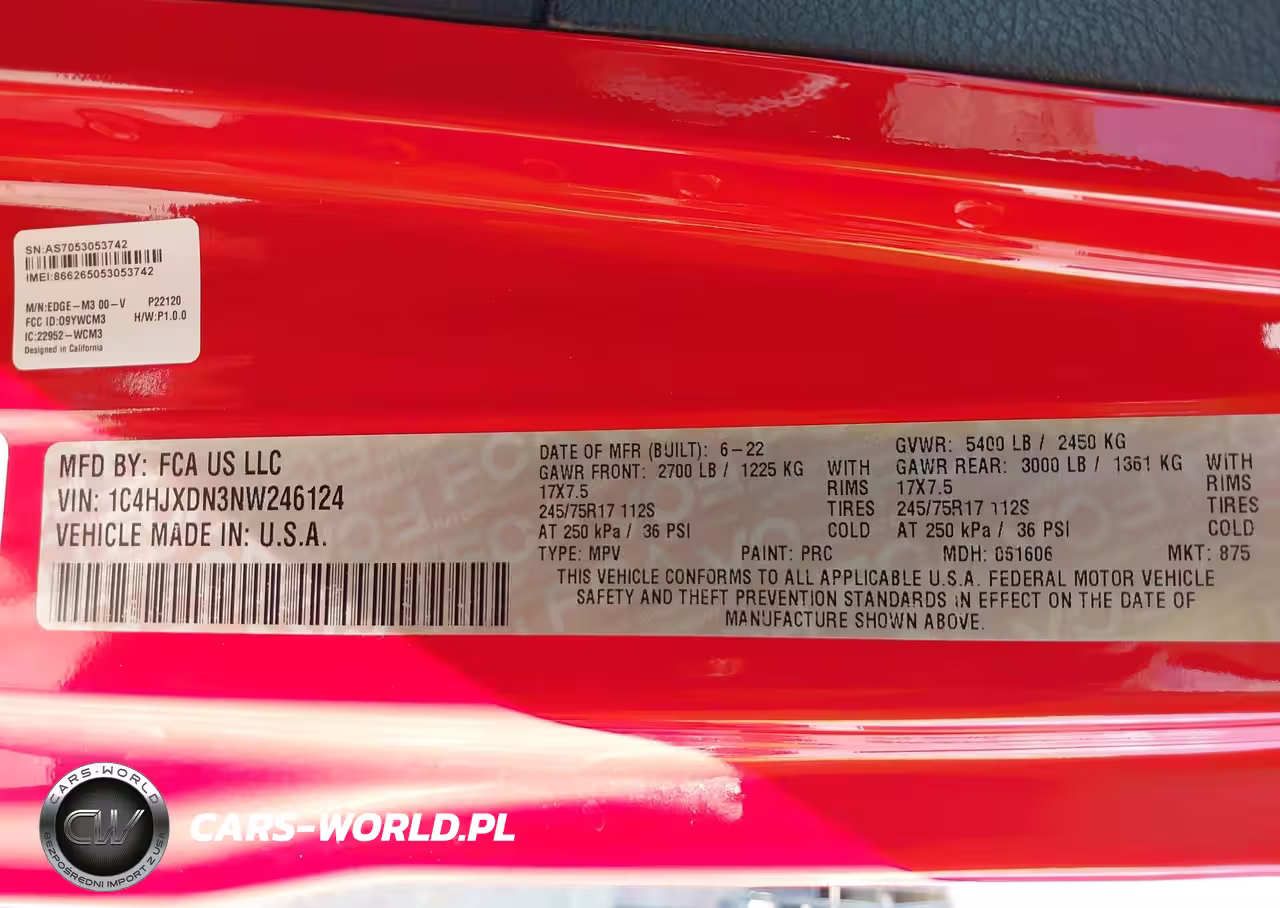 SN:AS7053053742
IMEI:866265053053742
M/N:EDGE-M3 00-V P22120
FCC ID:O9YWCM3 H/W:P1.0.0
IC:22952-WCM3
Designed in California
MFD BY: FCA US LLC
VIN: 1C4HJXDN3NW246124
VEHICLE MADE IN: U.S.A.
DATE OF MFR (BUILT): 6-22 GVWR: 5400 LB / 2450 KG
GAWR FRONT: 2700 LB / 1225 KG WITH GAWR REAR: 3000 LB / 1361 KG WITH
17X7.5 RIMS 17X7.5 RIMS
245/75R17 112S TIRES 245/75R17 112S TIRES
AT 250 kPa / 36 PSI COLD AT 250 kPa / 36 PSI COLD
TYPE: MPV PAINT: PRC MDH: 061606 MKT: 875
THIS VEHICLE CONFORMS TO ALL APPLICABLE U.S.A. FEDERAL MOTOR VEHICLE
SAFETY AND THEFT PREVENTION STANDARDS IN EFFECT ON THE DATE OF
MANUFACTURE SHOWN ABOVE.
CARS-WORLD
CW
BEZPOŚREDNI IMPORT Z USA
CARS-WORLD.PL